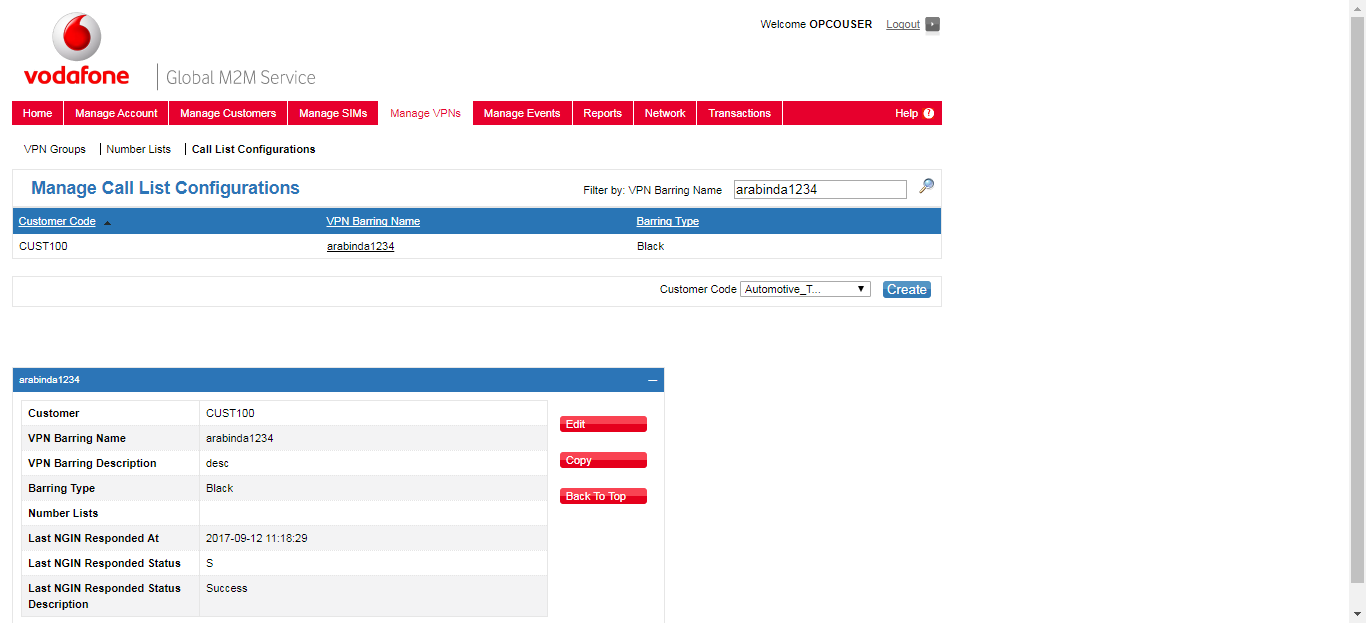 Welcome OPCOUSER Logout
vodafone
Global M2M Service
Home Manage Account Manage Customers Manage SIMs Manage VPNs Manage Events Reports Network Transactions Help ?
VPN Groups Number Lists Call List Configurations
Manage Call List Configurations Filter by: VPN Barring Name arabinda1234
Customer Code VPN Barring Name Barring Type
CUST100 arabinda1234 Black
Customer Code Automotive_T... Create
arabinda1234
Customer CUST100
Edit
VPN Barring Name arabinda1234
VPN Barring Description desc
Copy
Barring Type Black
Back To Top
Number Lists
Last NGIN Responded At 2017-09-12 11:18:29
Last NGIN Responded Status S
Last NGIN Responded Status Success
Description